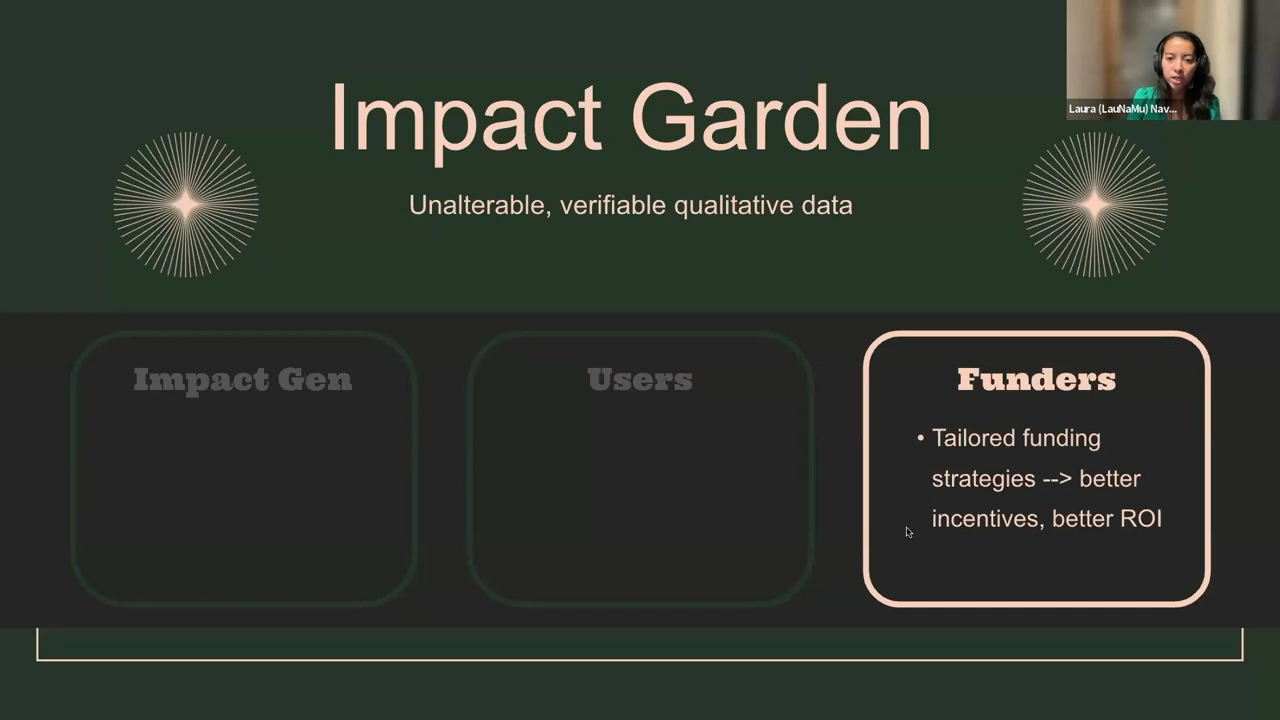 Impact Garden
Laura (LauNaMu) Nav...
Unalterable, verifiable qualitative data
Impact Gen
Users
Funders
• Tailored funding
strategies --> better
incentives, better ROI